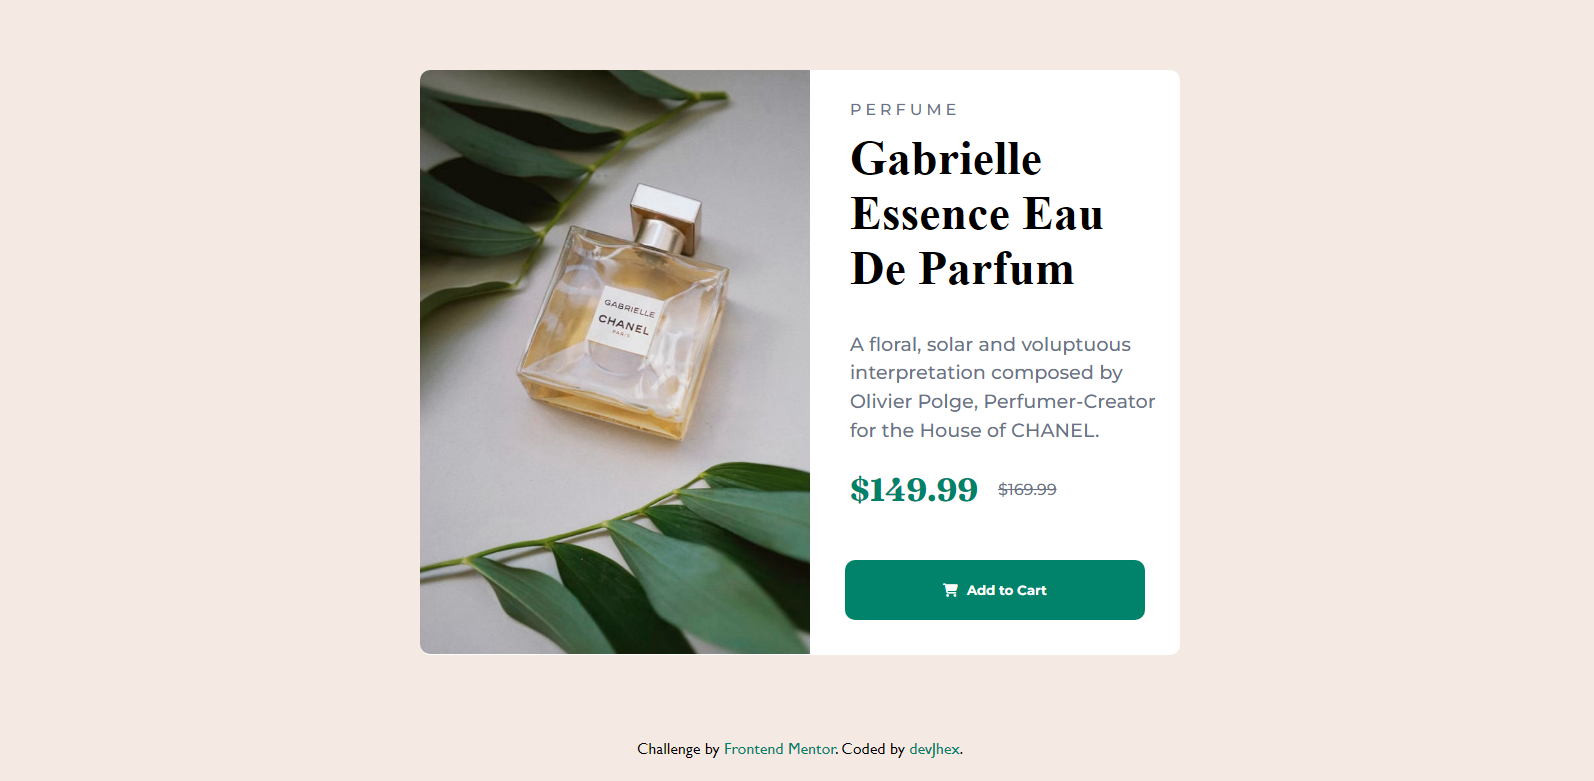 GABRIELLE
CHANEL
PARIS
PERFUME
Gabrielle
Essence Eau
De Parfum
A floral, solar and voluptuous
interpretation composed by
Olivier Polge, Perfumer-Creator
for the House of CHANEL.
$149.99 $169.99
Add to Cart
Challenge by Frontend Mentor. Coded by devJhex.